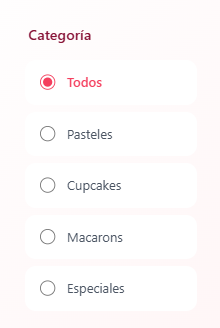 Categoría
Todos
Pasteles
Cupcakes
Macarons
Especiales